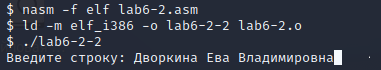 $ nasm -f elf lab6-2.asm
$ ld -m elf_i386 -o lab6-2-2 lab6-2.o
$ ./lab6-2-2
Введите строку: Дворкина Ева Владимировна